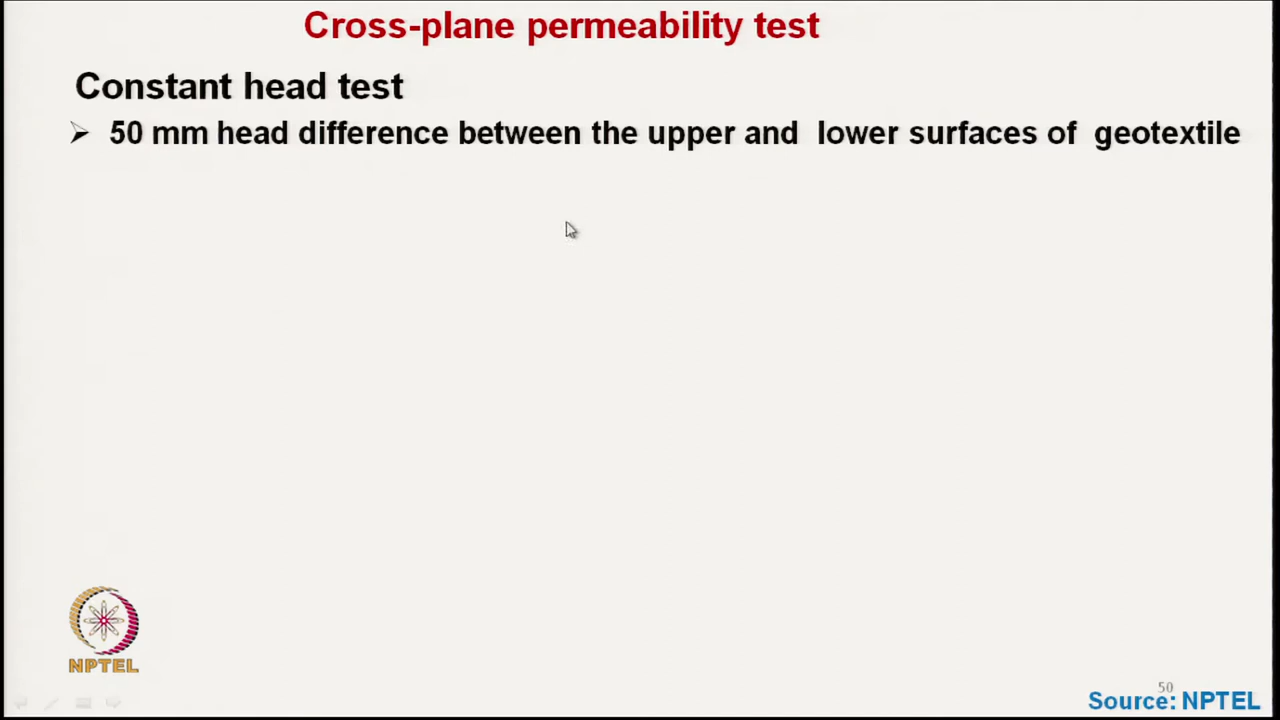 Cross-plane permeability test
Constant head test
➢ 50 mm head difference between the upper and lower surfaces of geotextile
NPTEL
50
Source: NPTEL